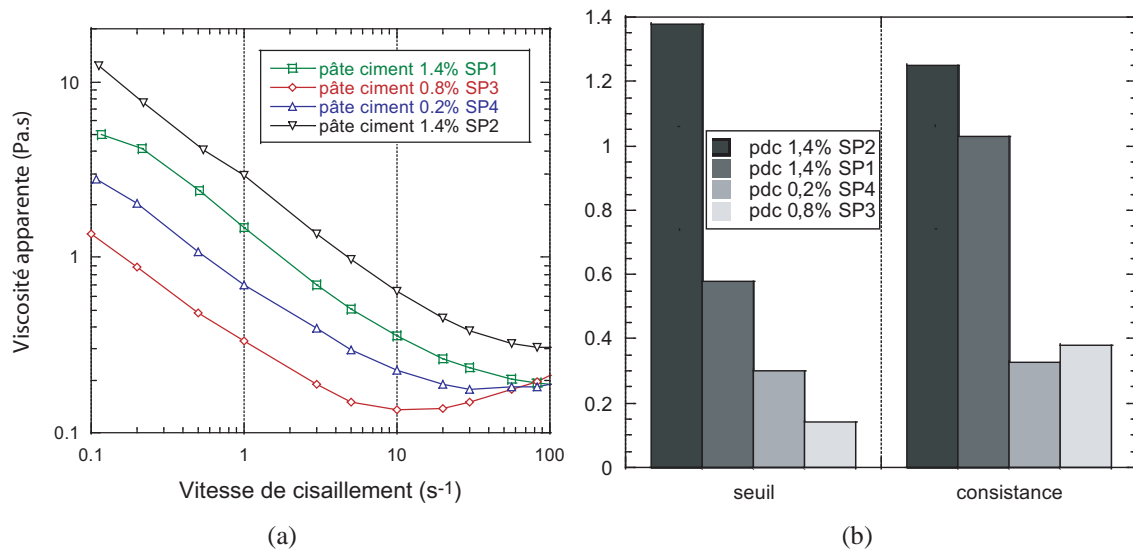 Viscosité apparente (Pa.s)
10
1
0.1
pâte ciment 1.4% SP1
pâte ciment 0.8% SP3
pâte ciment 0.2% SP4
pâte ciment 1.4% SP2
0.1
1
10
100
Vitesse de cisaillement (s-1)
(a)
1.4
1.2
1
0.8
0.6
0.4
0.2
0
pdc 1,4% SP2
pdc 1,4% SP1
pdc 0,2% SP4
pdc 0,8% SP3
seuil
consistance
(b)